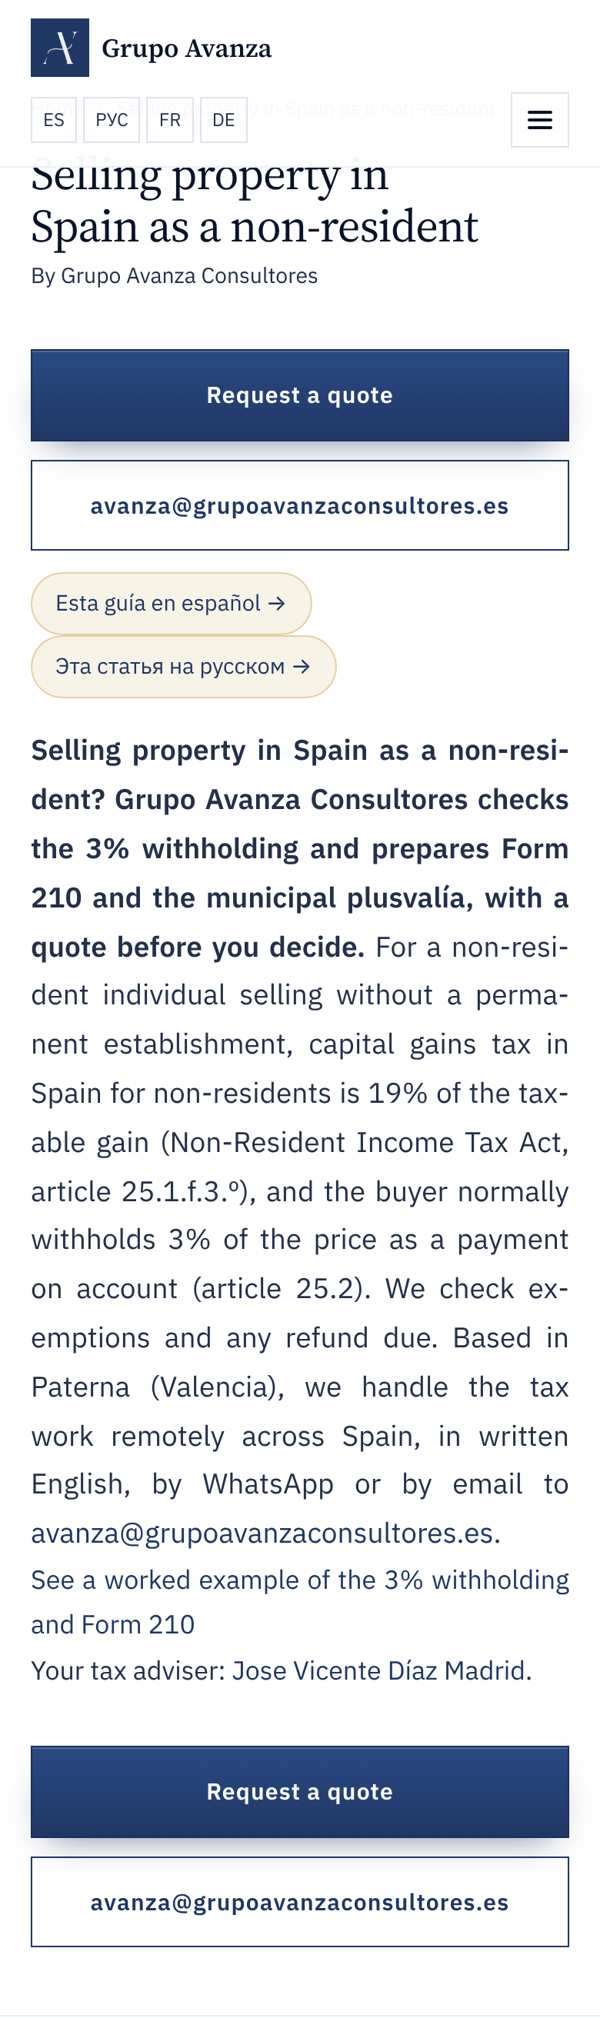 Grupo Avanza
ES
РУС
FR
DE
Selling property in
Spain as a non-resident
By Grupo Avanza Consultores
Request a quote
avanza@grupoavanzaconsultores.es
Esta guía en español →
Эта статья на русском →
Selling property in Spain as a non-resi-
dent? Grupo Avanza Consultores checks
the 3% withholding and prepares Form
210 and the municipal plusvalía, with a
quote before you decide. For a non-resi-
dent individual selling without a perma-
nent establishment, capital gains tax in
Spain for non-residents is 19% of the tax-
able gain (Non-Resident Income Tax Act,
article 25.1.f.3.º), and the buyer normally
withholds 3% of the price as a payment
on account (article 25.2). We check ex-
emptions and any refund due. Based in
Paterna (Valencia), we handle the tax
work remotely across Spain, in written
English, by WhatsApp or by email to
avanza@grupoavanzaconsultores.es.
See a worked example of the 3% withholding
and Form 210
Your tax adviser: Jose Vicente Díaz Madrid.
Request a quote
avanza@grupoavanzaconsultores.es